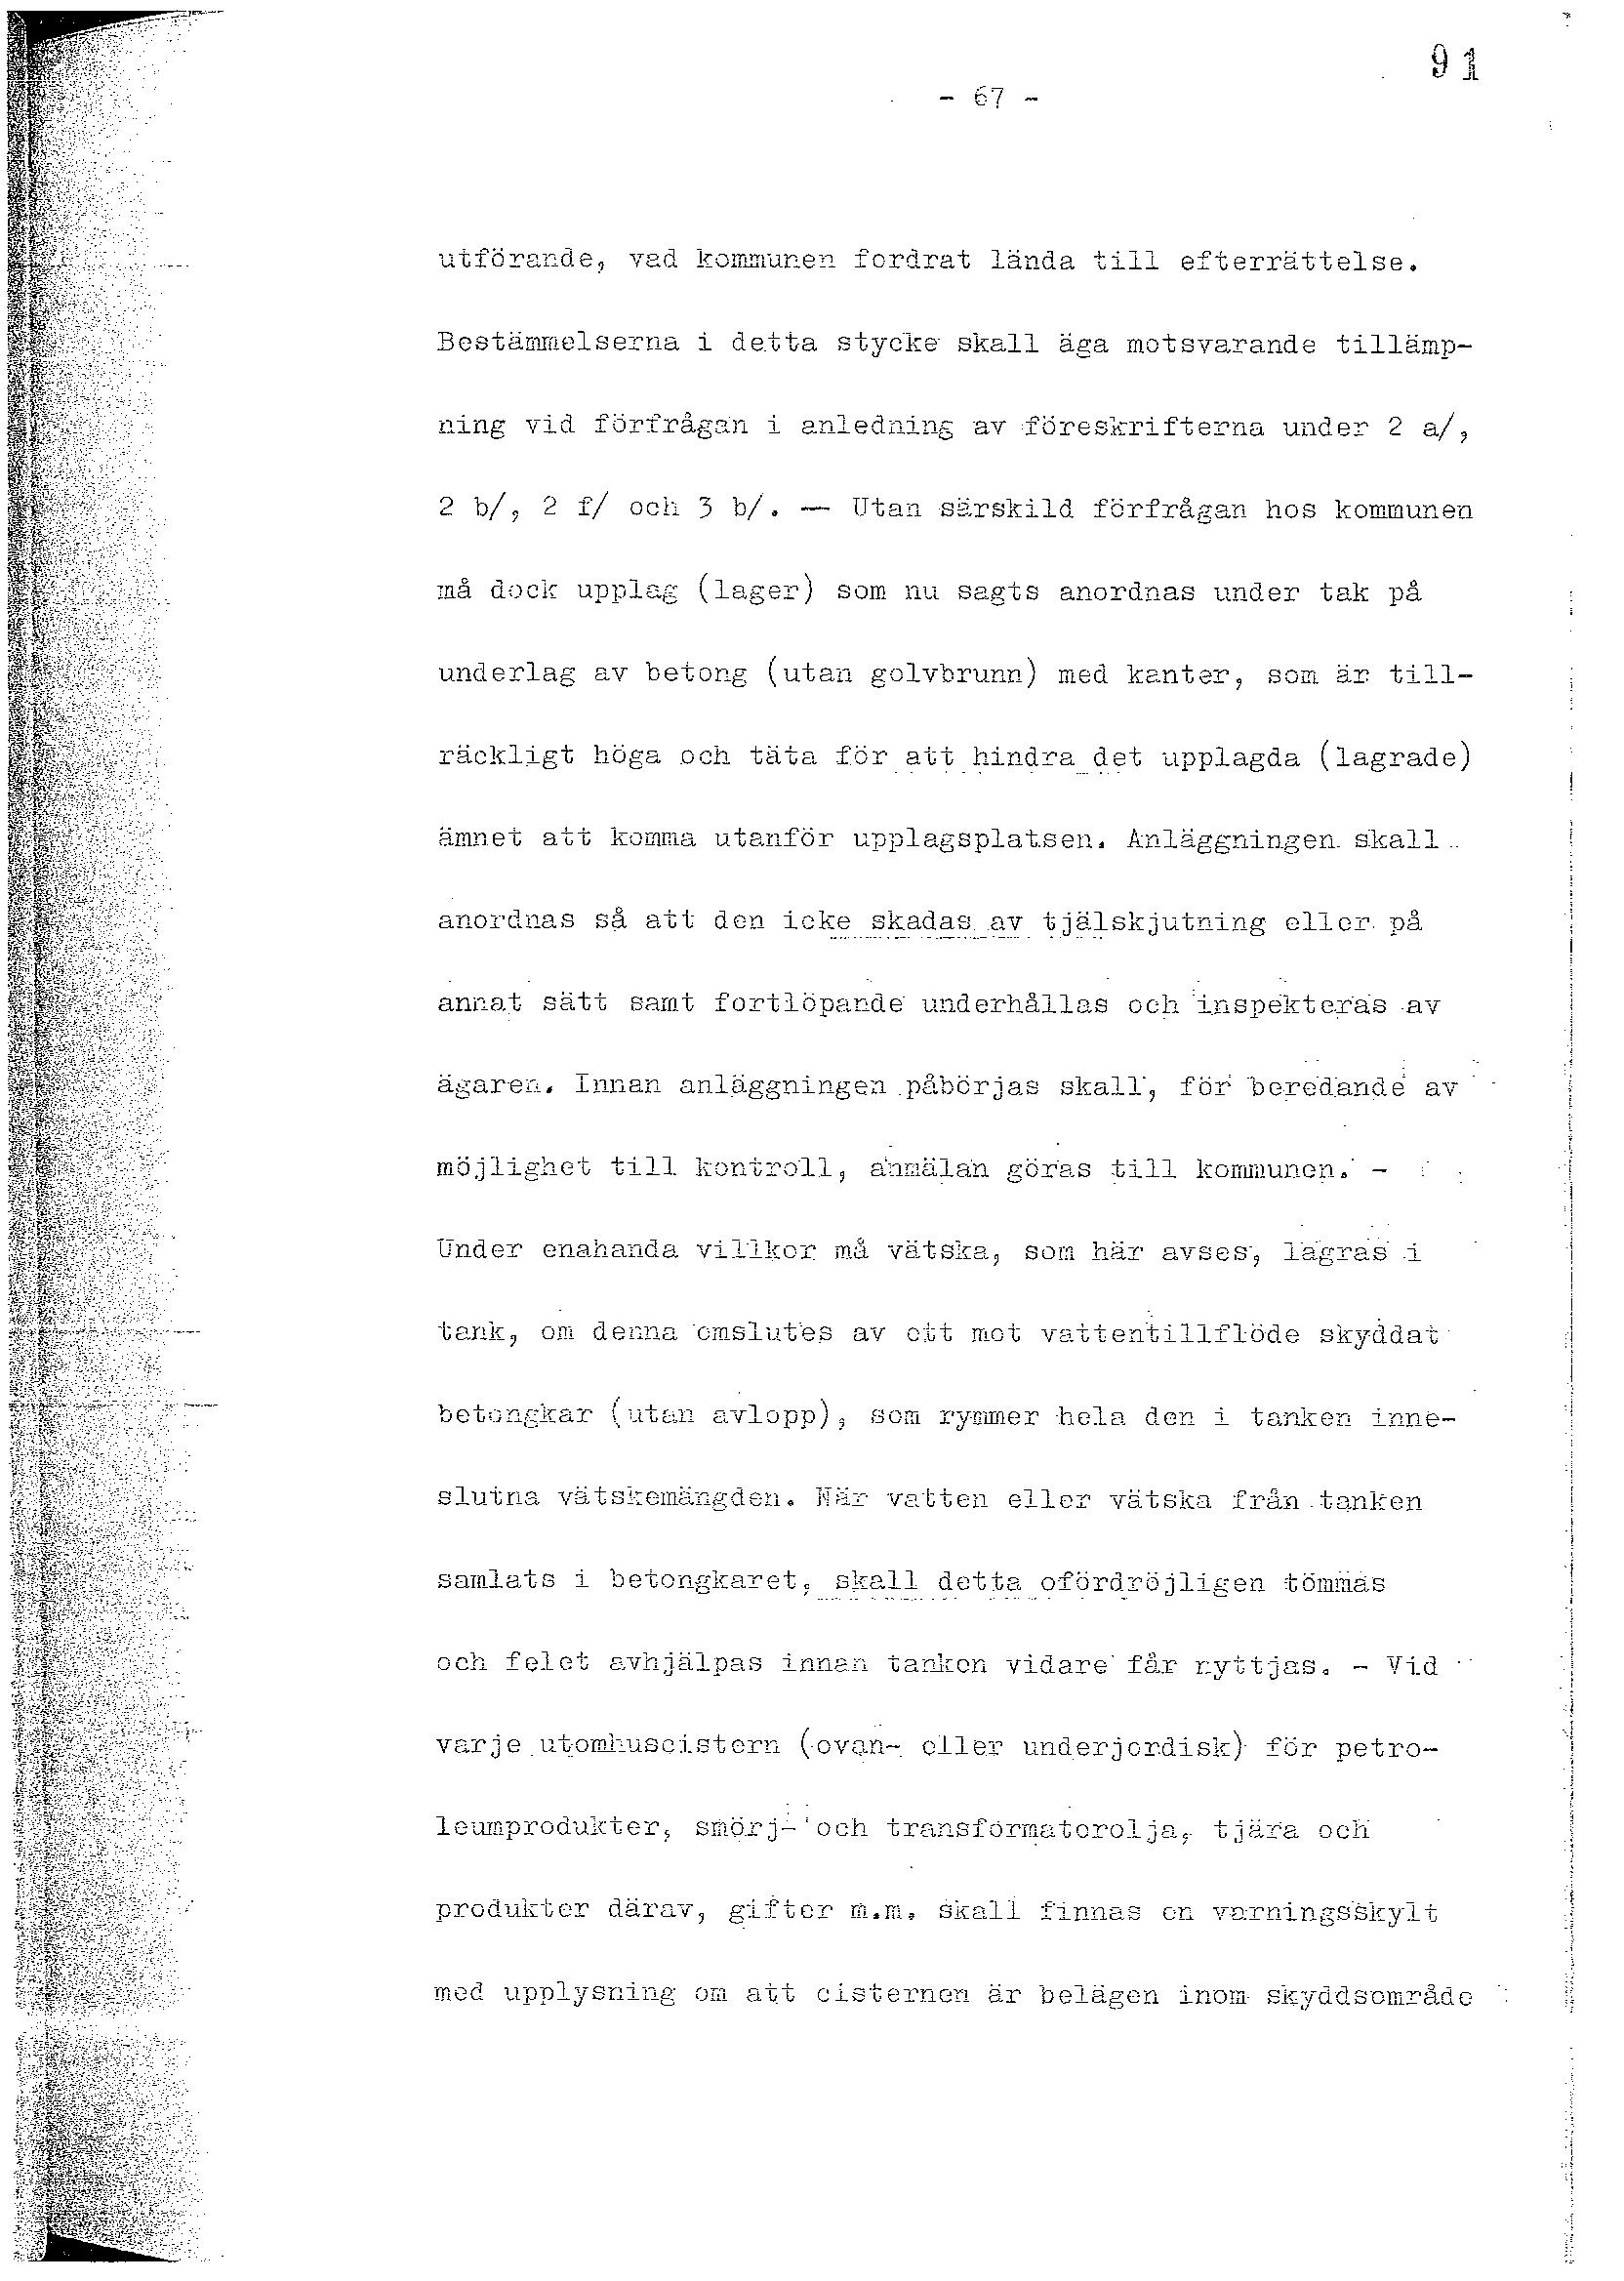 91
- 67 -
utförande, vad kommunen fordrat lända till efterrättelse.
Bestämmelserna i detta stycke skall äga motsvarande tillämp-
ning vid förfrågan i anledning av föreskrifterna under 2 a/,
2 b/, 2 f/ och 3 b/. — Utan särskild förfrågan hos kommunen
må dock upplag (lager) som nu sagts anordnas under tak på
underlag av betong (utan golvbrunn) med kanter, som är till-
räckligt höga och täta för att hindra det upplagda (lagrade)
ämnet att komma utanför upplagsplatsen. Anläggningen skall
anordnas så att den icke skadas av tjälskjutning eller på
annat sätt samt fortlöpande underhållas och inspekteras av
ägaren. Innan anläggningen påbörjas skall, för beredande av
möjlighet till kontroll, anmälan göras till kommunen. -
Under enahanda villkor må vätska, som här avses, lagras i
tank, om denna omslutes av ett mot vattentillflöde skyddat
betongkar (utan avlopp), som rymmer hela den i tanken inne-
slutna vätskemängden. När vatten eller vätska från tanken
samlats i betongkaret, skall detta ofördröjligen tömmas
och felet avhjälpas innan tanken vidare får nyttjas. - Vid
varje utomhuscistern (ovan- eller underjordisk) för petro-
leumprodukter, smörj- och transformatorolja, tjära och
produkter därav, gifter m.m. skall finnas en varningsskylt
med upplysning om att cisternen är belägen inom skyddsområde